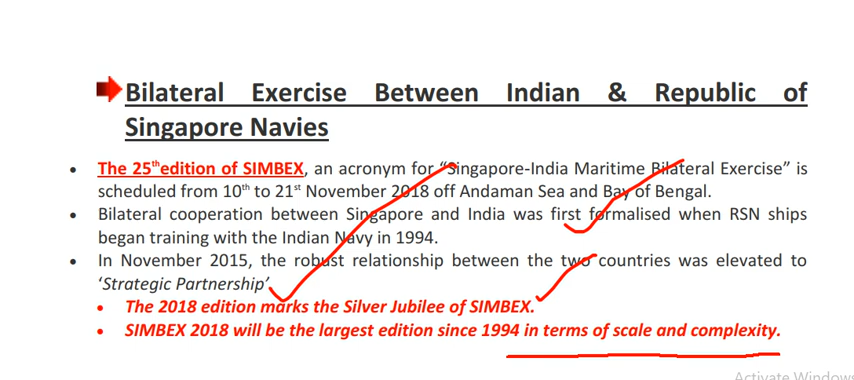 Bilateral Exercise Between Indian & Republic of
Singapore Navies
• The 25th edition of SIMBEX, an acronym for “Singapore-India Maritime Bilateral Exercise” is
scheduled from 10th to 21st November 2018 off Andaman Sea and Bay of Bengal.
• Bilateral cooperation between Singapore and India was first formalised when RSN ships
began training with the Indian Navy in 1994.
• In November 2015, the robust relationship between the two countries was elevated to
‘Strategic Partnership’.
• The 2018 edition marks the Silver Jubilee of SIMBEX.
• SIMBEX 2018 will be the largest edition since 1994 in terms of scale and complexity.
Activate Windows